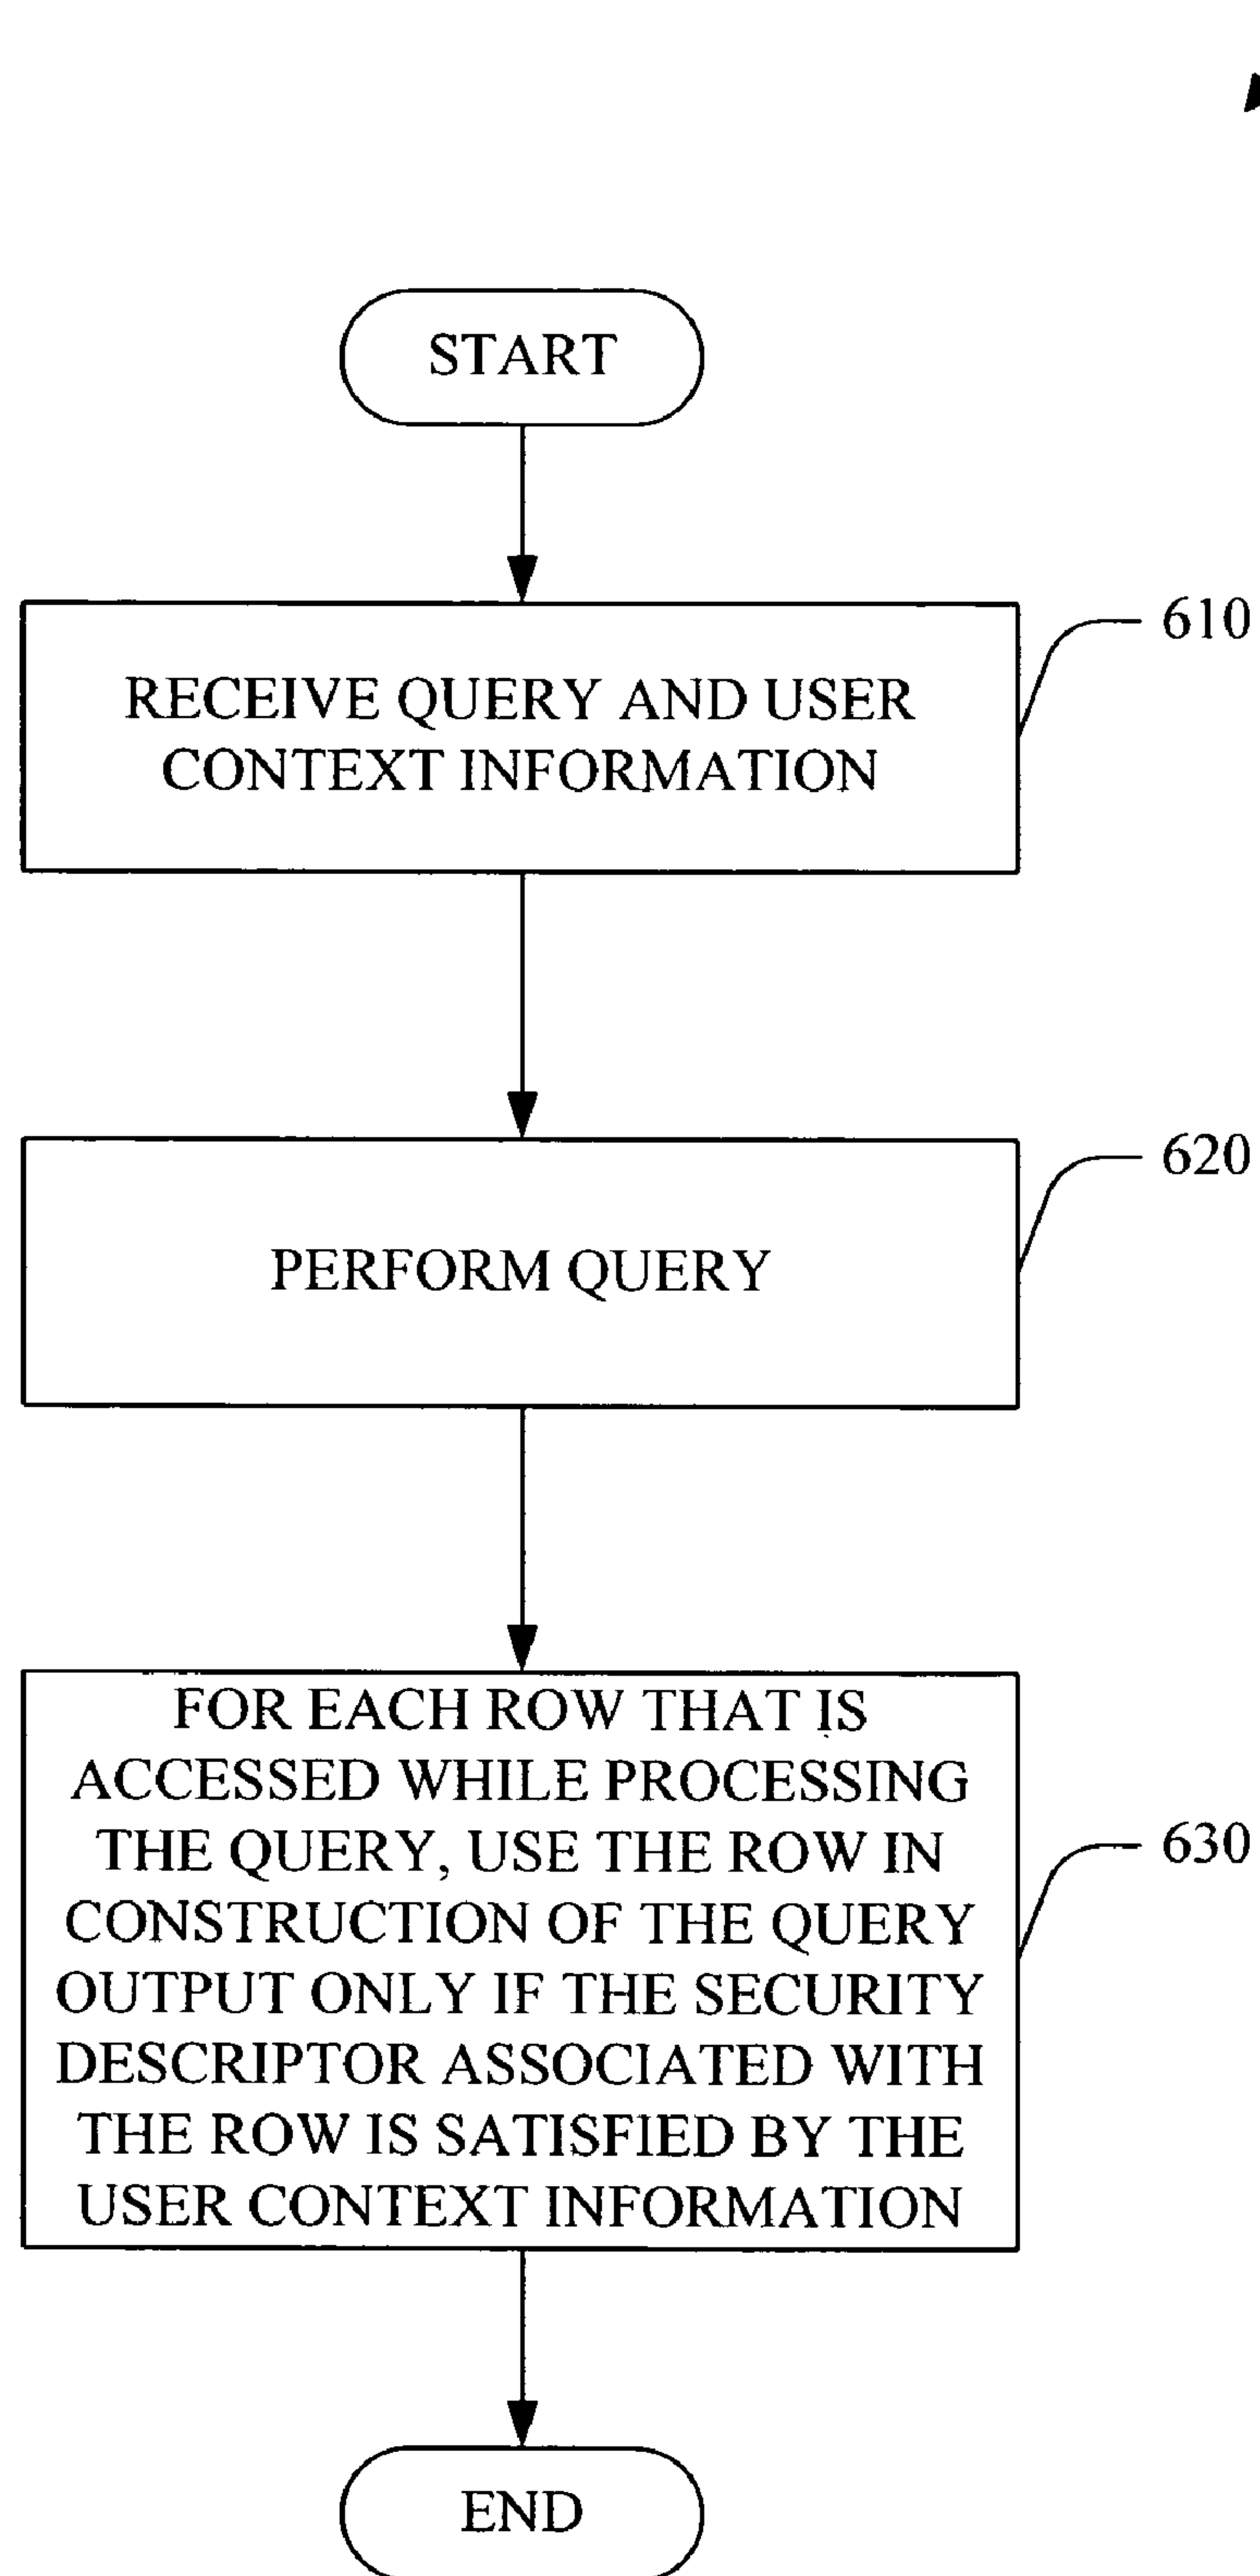 START
RECEIVE QUERY AND USER
CONTEXT INFORMATION
610
PERFORM QUERY
620
FOR EACH ROW THAT IS
ACCESSED WHILE PROCESSING
THE QUERY, USE THE ROW IN
CONSTRUCTION OF THE QUERY
OUTPUT ONLY IF THE SECURITY
DESCRIPTOR ASSOCIATED WITH
THE ROW IS SATISFIED BY THE
USER CONTEXT INFORMATION
630
END